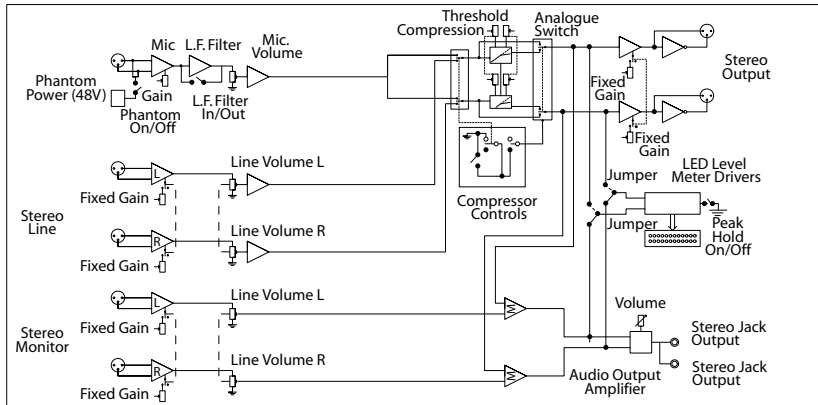 Threshold
Compression
Analogue
Switch
Mic
L.F. Filter
Mic.
Volume
Phantom
Power (48V)
Gain
Phantom
On/Off
L.F. Filter
In/Out
Fixed
Gain
Stereo
Output
Fixed
Gain
Compressor
Controls
Jumper
LED Level
Meter Drivers
Jumper
Peak
Hold
On/Off
Stereo
Line
L
Line Volume L
Fixed Gain
R
Line Volume R
Fixed Gain
Stereo
Monitor
L
Line Volume L
Fixed Gain
R
Line Volume R
Fixed Gain
M
M
Volume
Audio Output
Amplifier
Stereo Jack
Output
Stereo Jack
Output